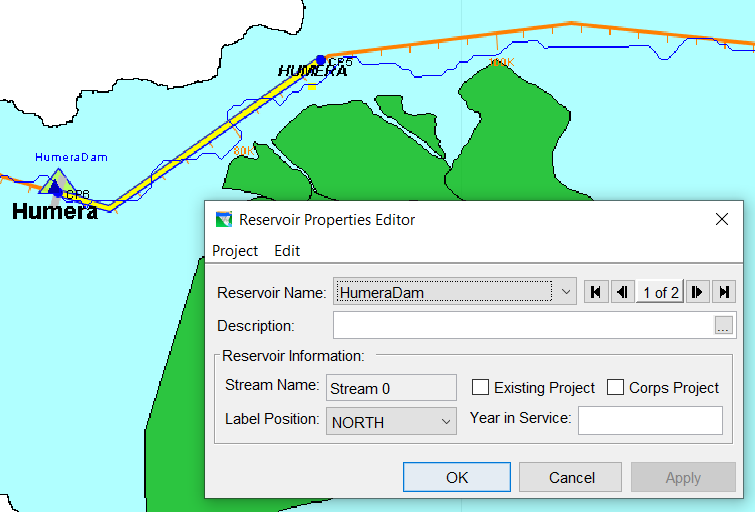 CP5
HUMERA
40K
80K
HumeraDam
CP6
Humera
Reservoir Properties Editor
Project Edit
Reservoir Name: HumeraDam 1 of 2
Description: ...
Reservoir Information:
Stream Name: Stream 0 Existing Project Corps Project
Label Position: NORTH Year in Service:
OK Cancel Apply